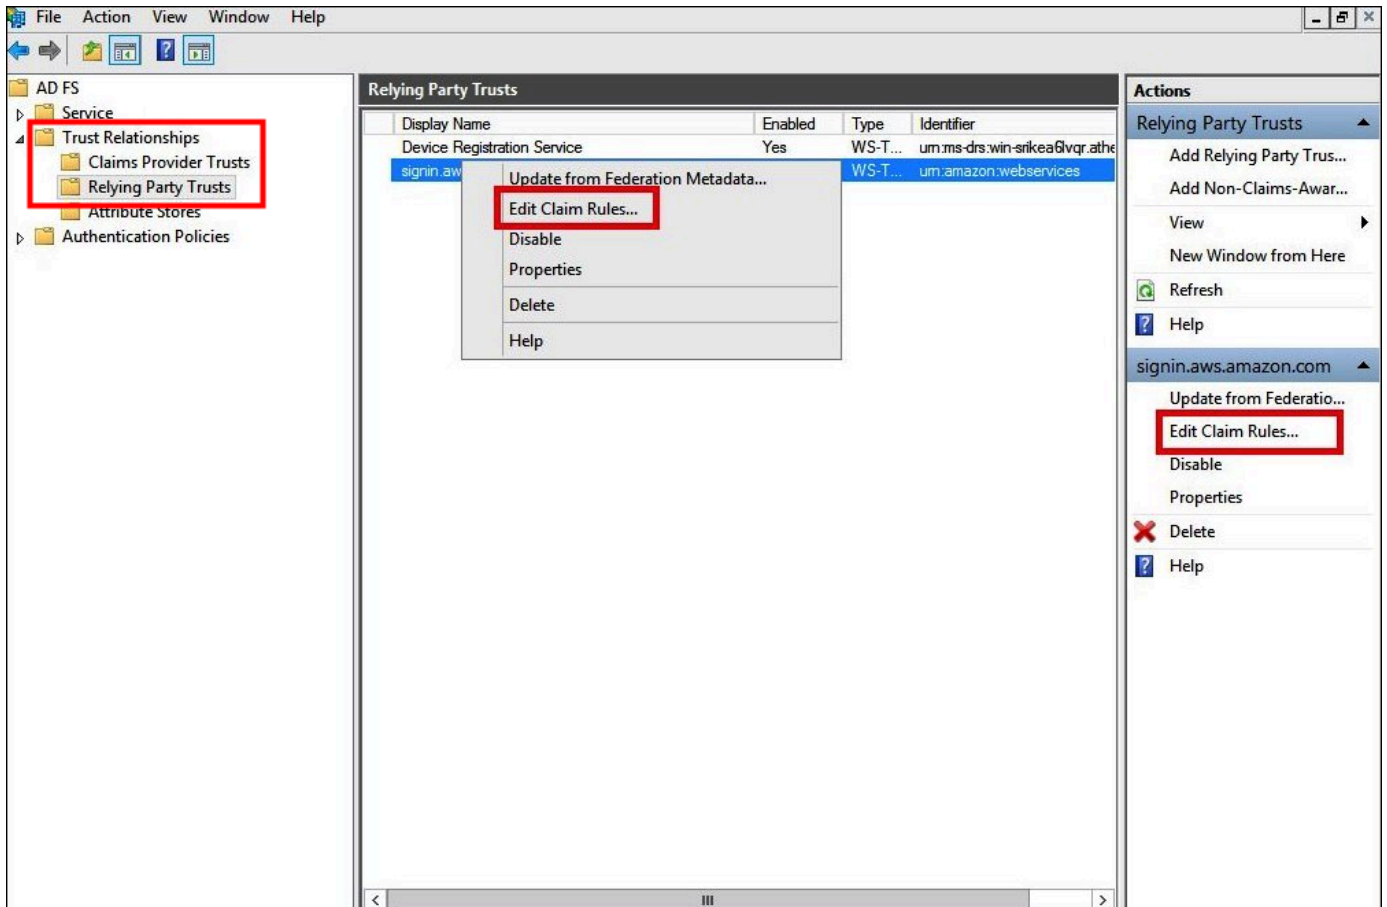 File Action View Window Help
AD FS
Service
Trust Relationships
Claims Provider Trusts
Relying Party Trusts
Attribute Stores
Authentication Policies
Relying Party Trusts
Display Name Enabled Type Identifier
Device Registration Service Yes WS-T... urn:ms-drs:win-srikea6lvqr.athe
signin.aw WS-T... urn:amazon:webservices
Update from Federation Metadata...
Edit Claim Rules...
Disable
Properties
Delete
Help
Actions
Relying Party Trusts
Add Relying Party Trus...
Add Non-Claims-Awar...
View
New Window from Here
Refresh
Help
signin.aws.amazon.com
Update from Federatio...
Edit Claim Rules...
Disable
Properties
Delete
Help